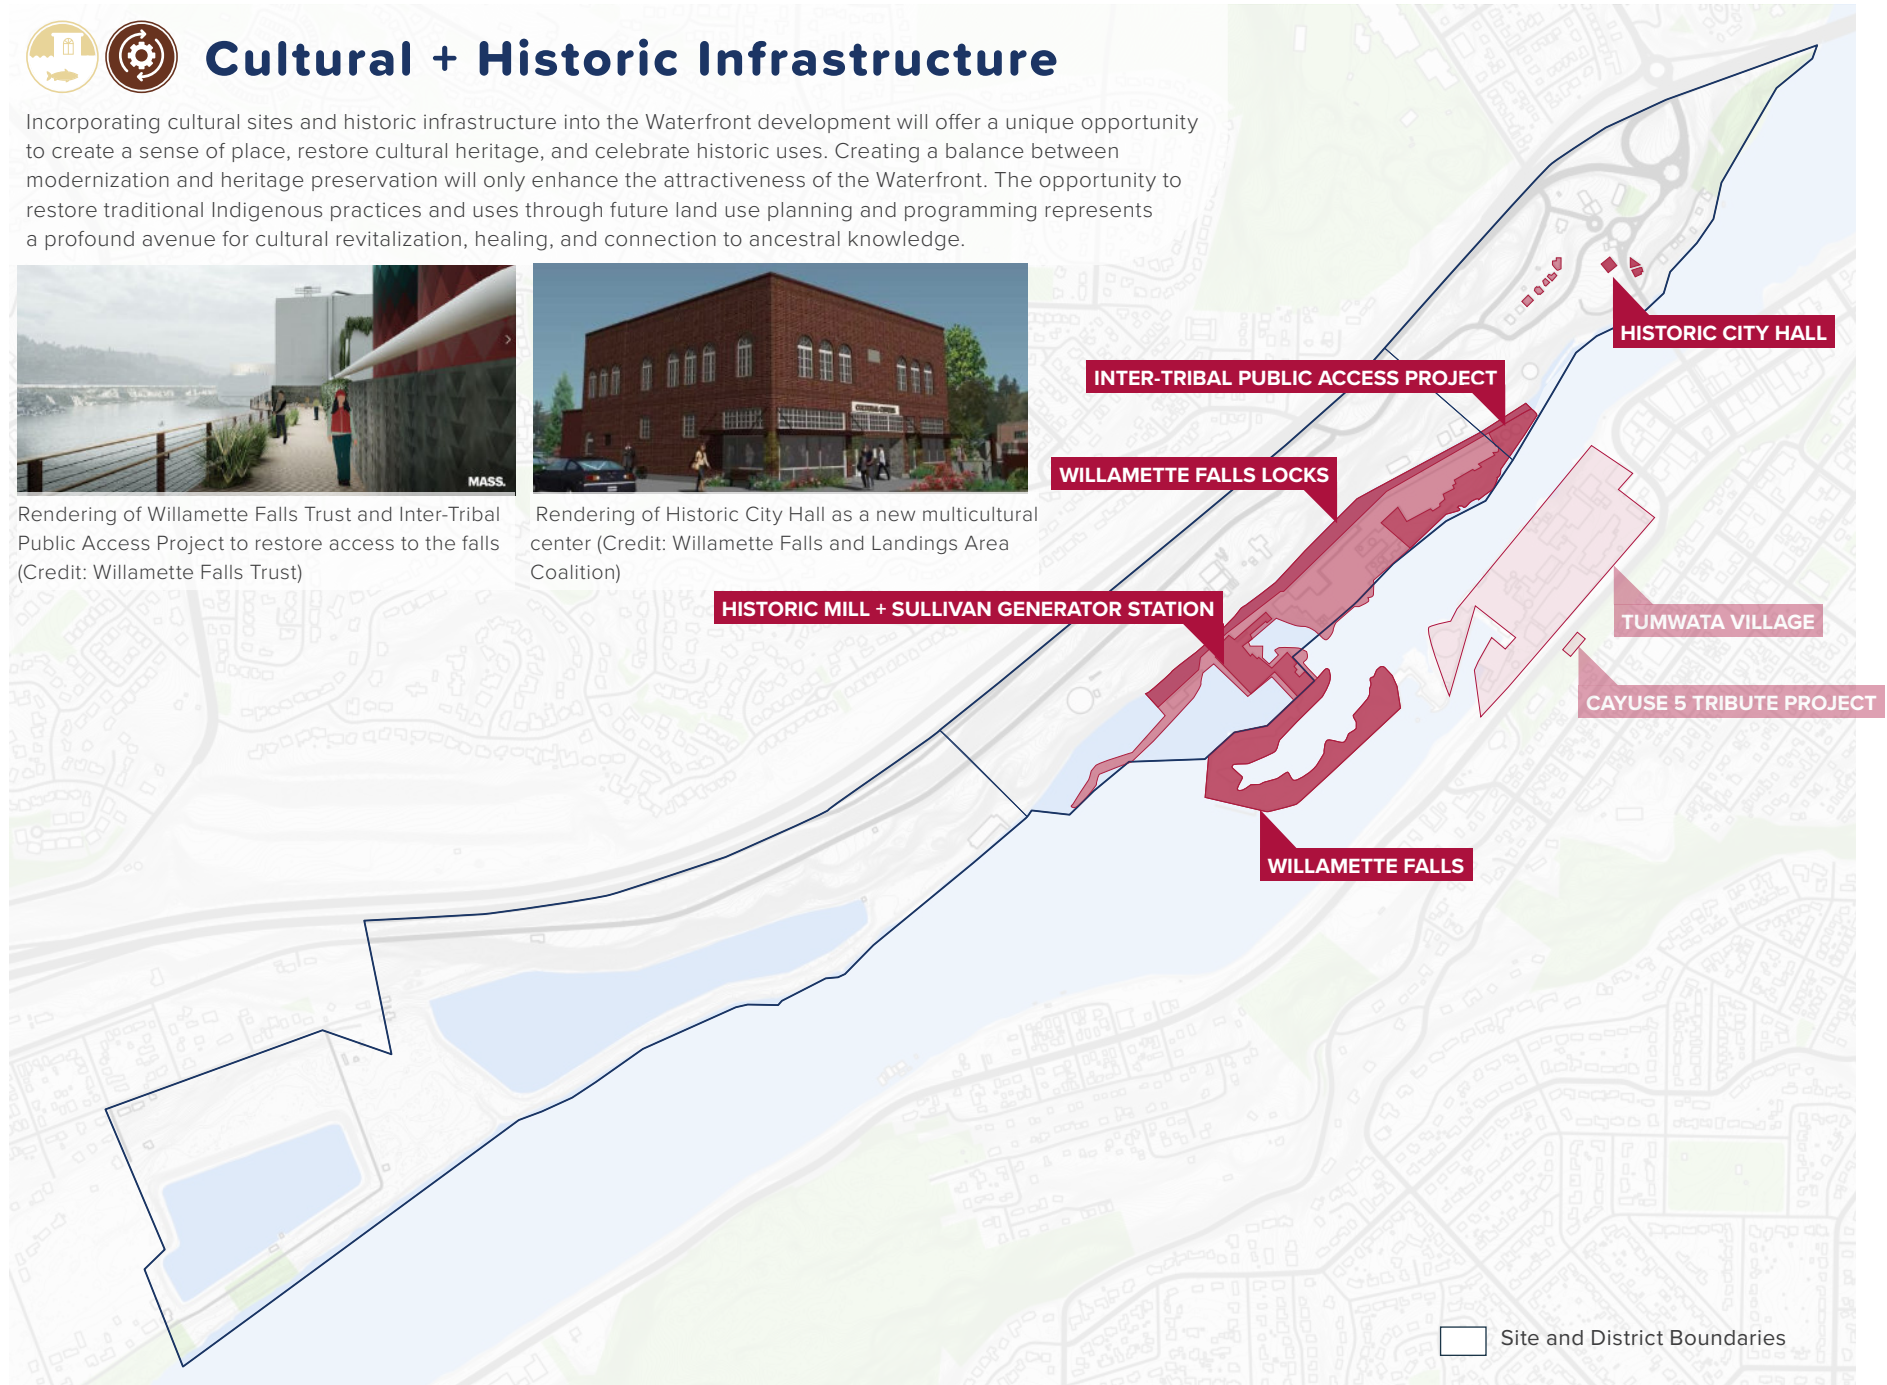 Cultural + Historic Infrastructure
Incorporating cultural sites and historic infrastructure into the Waterfront development will offer a unique opportunity
to create a sense of place, restore cultural heritage, and celebrate historic uses. Creating a balance between
modernization and heritage preservation will only enhance the attractiveness of the Waterfront. The opportunity to
restore traditional Indigenous practices and uses through future land use planning and programming represents
a profound avenue for cultural revitalization, healing, and connection to ancestral knowledge.
MASS.
CULTURAL CENTER
Rendering of Willamette Falls Trust and Inter-Tribal
Public Access Project to restore access to the falls
(Credit: Willamette Falls Trust)
Rendering of Historic City Hall as a new multicultural
center (Credit: Willamette Falls and Landings Area
Coalition)
HISTORIC CITY HALL
INTER-TRIBAL PUBLIC ACCESS PROJECT
WILLAMETTE FALLS LOCKS
HISTORIC MILL + SULLIVAN GENERATOR STATION
TUMWATA VILLAGE
CAYUSE 5 TRIBUTE PROJECT
WILLAMETTE FALLS
Site and District Boundaries